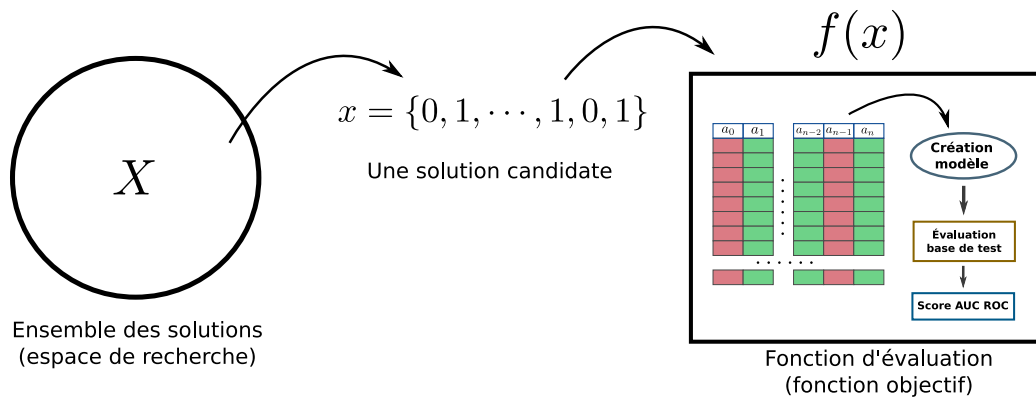 f(x)
x = {0, 1, ⋯, 1, 0, 1}
X
Une solution candidate
a₀ a₁ aₙ₋₂ aₙ₋₁ aₙ
Création
modèle
Évaluation
base de test
Score AUC ROC
Ensemble des solutions
(espace de recherche)
Fonction d'évaluation
(fonction objectif)